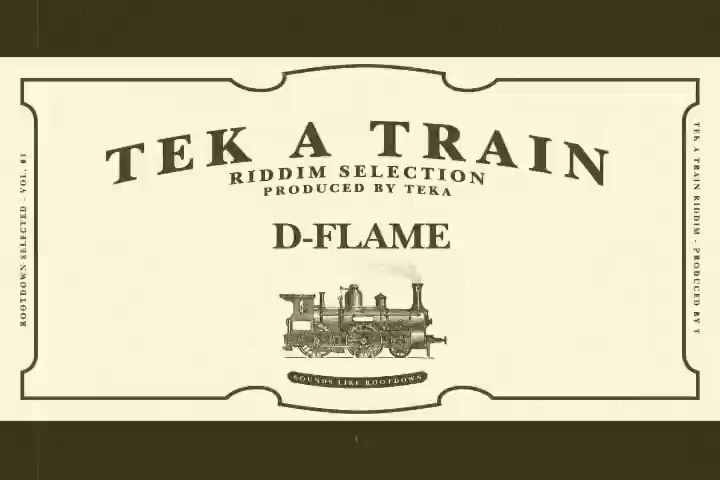 TEK A TRAIN
RIDDIM SELECTION
PRODUCED BY TEKA
D-FLAME
SOUNDS LIKE ROOTDOWN
ROOTDOWN SELECTED - VOL. #1
TEK A TRAIN RIDDIM - PRODUCED BY T